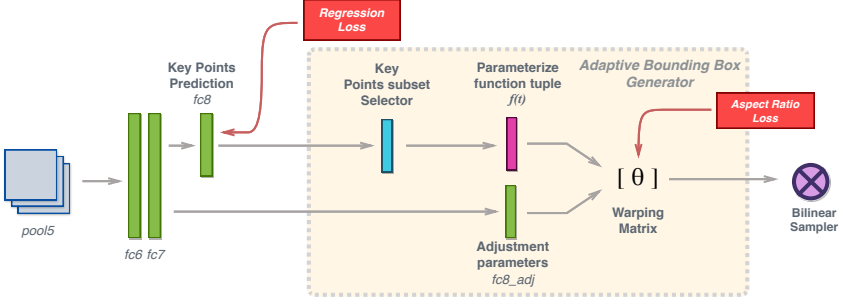 Regression
Loss
Adaptive Bounding Box
Generator
Key Points
Prediction
fc8
Key
Points subset
Selector
Parameterize
function tuple
f(t)
Aspect Ratio
Loss
[ θ ]
Warping
Matrix
Bilinear
Sampler
pool5
fc6 fc7
Adjustment
parameters
fc8_adj